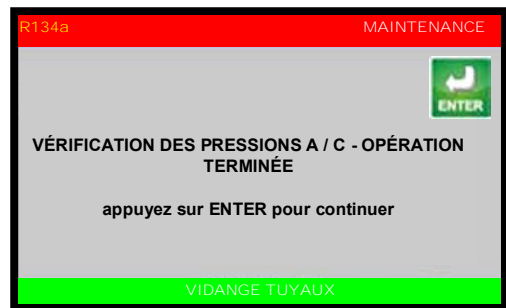 R134a MAINTENANCE
ENTER
VÉRIFICATION DES PRESSIONS A / C - OPÉRATION
TERMINÉE
appuyez sur ENTER pour continuer
VIDANGE TUYAUX